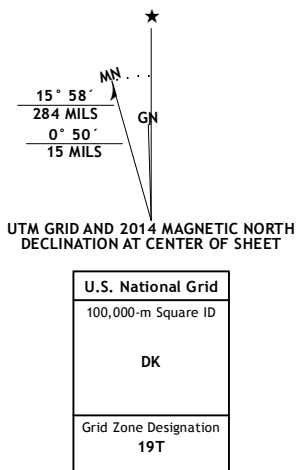 ★
MN
15° 58´
284 MILS
GN
0° 50´
15 MILS
UTM GRID AND 2014 MAGNETIC NORTH
DECLINATION AT CENTER OF SHEET
U.S. National Grid
100,000-m Square ID
DK
Grid Zone Designation
19T